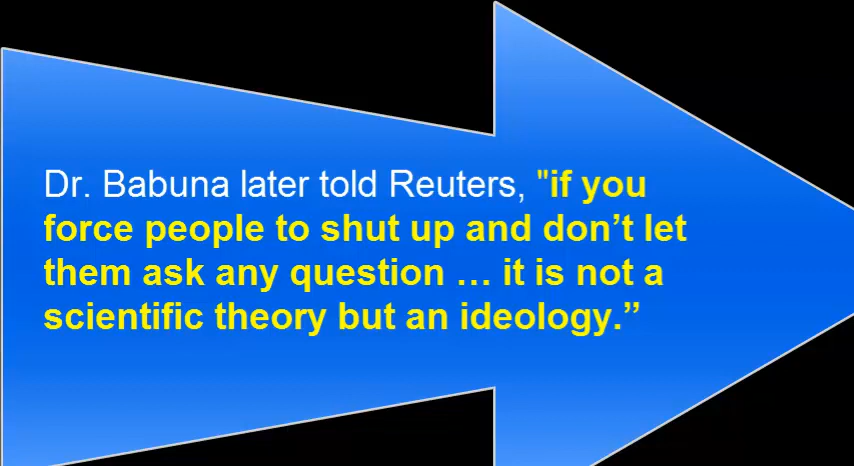 Dr. Babuna later told Reuters, "if you
force people to shut up and don’t let
them ask any question … it is not a
scientific theory but an ideology.”